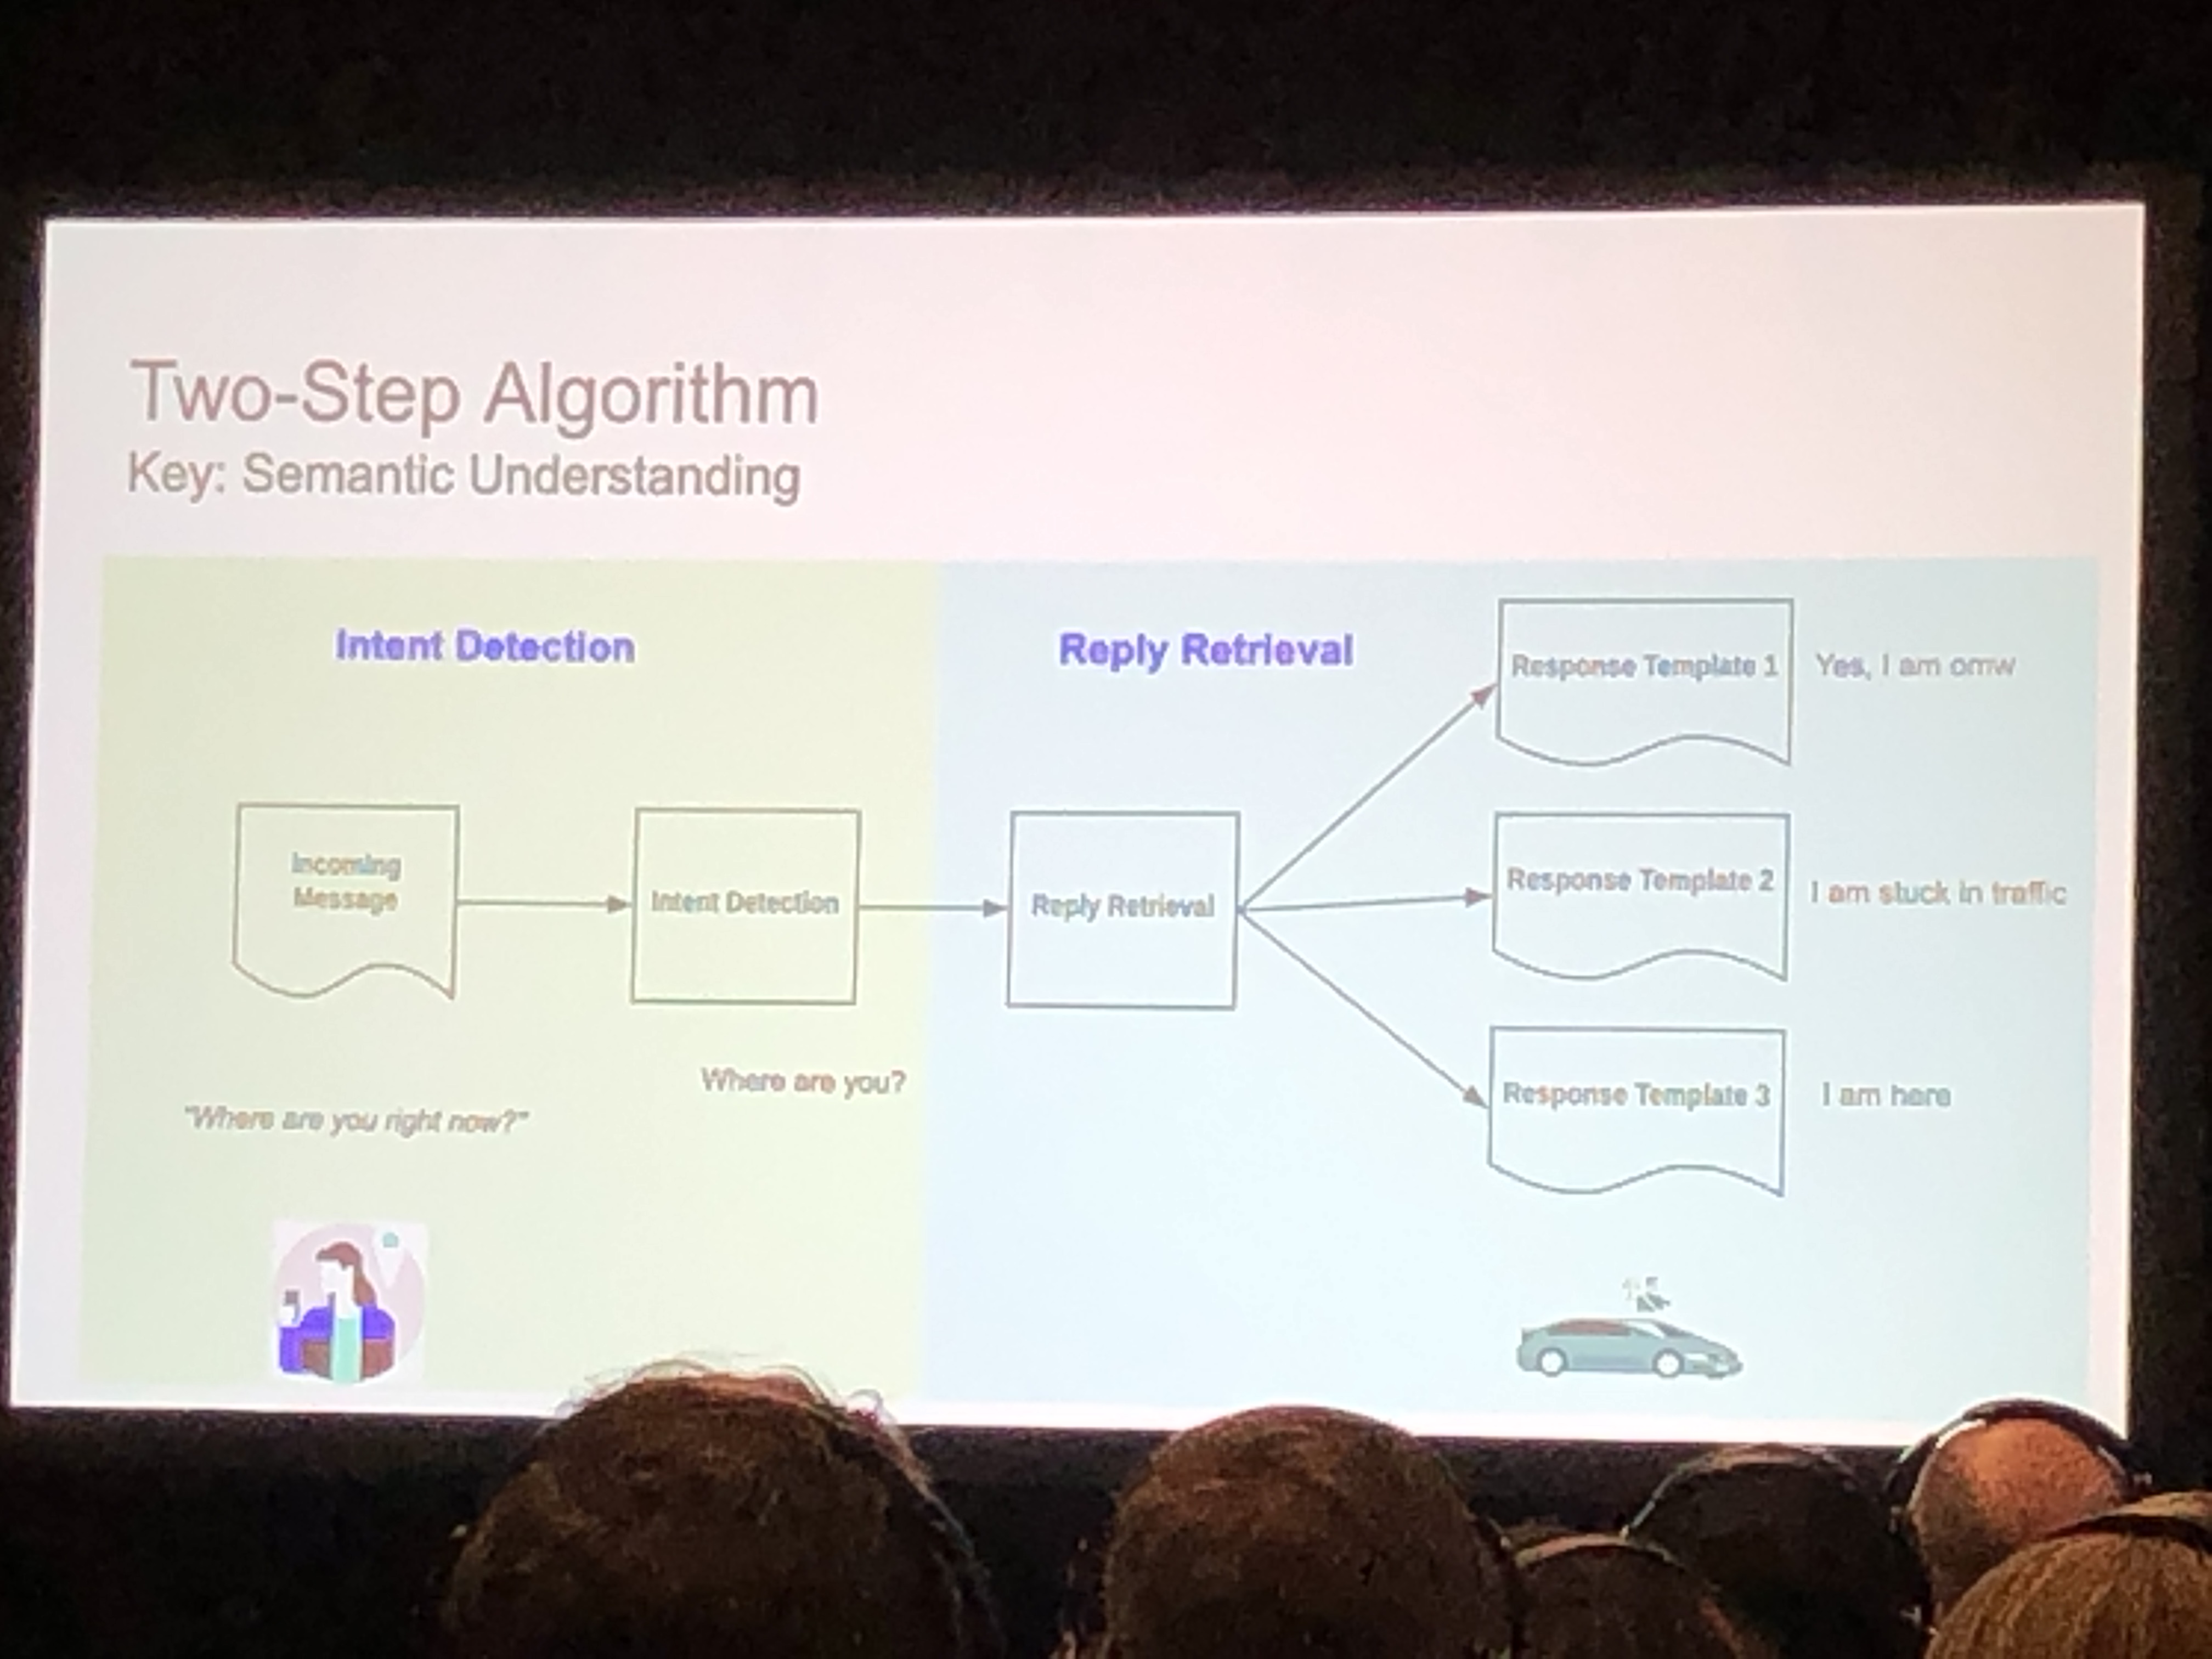 Two-Step Algorithm
Key: Semantic Understanding
Intent Detection
Incoming
Message
Intent Detection
"Where are you right now?"
Where are you?
Reply Retrieval
Reply Retrieval
Response Template 1
Yes, I am omw
Response Template 2
I am stuck in traffic
Response Template 3
I am here